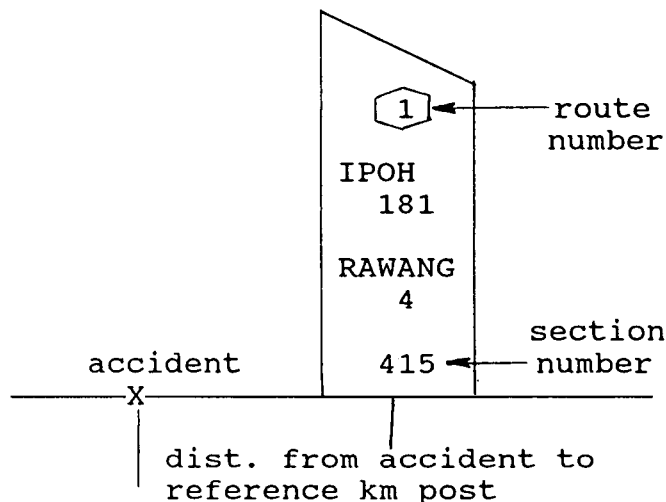 1
route
number
IPOH
181
RAWANG
4
accident
415
section
number
X
dist. from accident to
reference km post